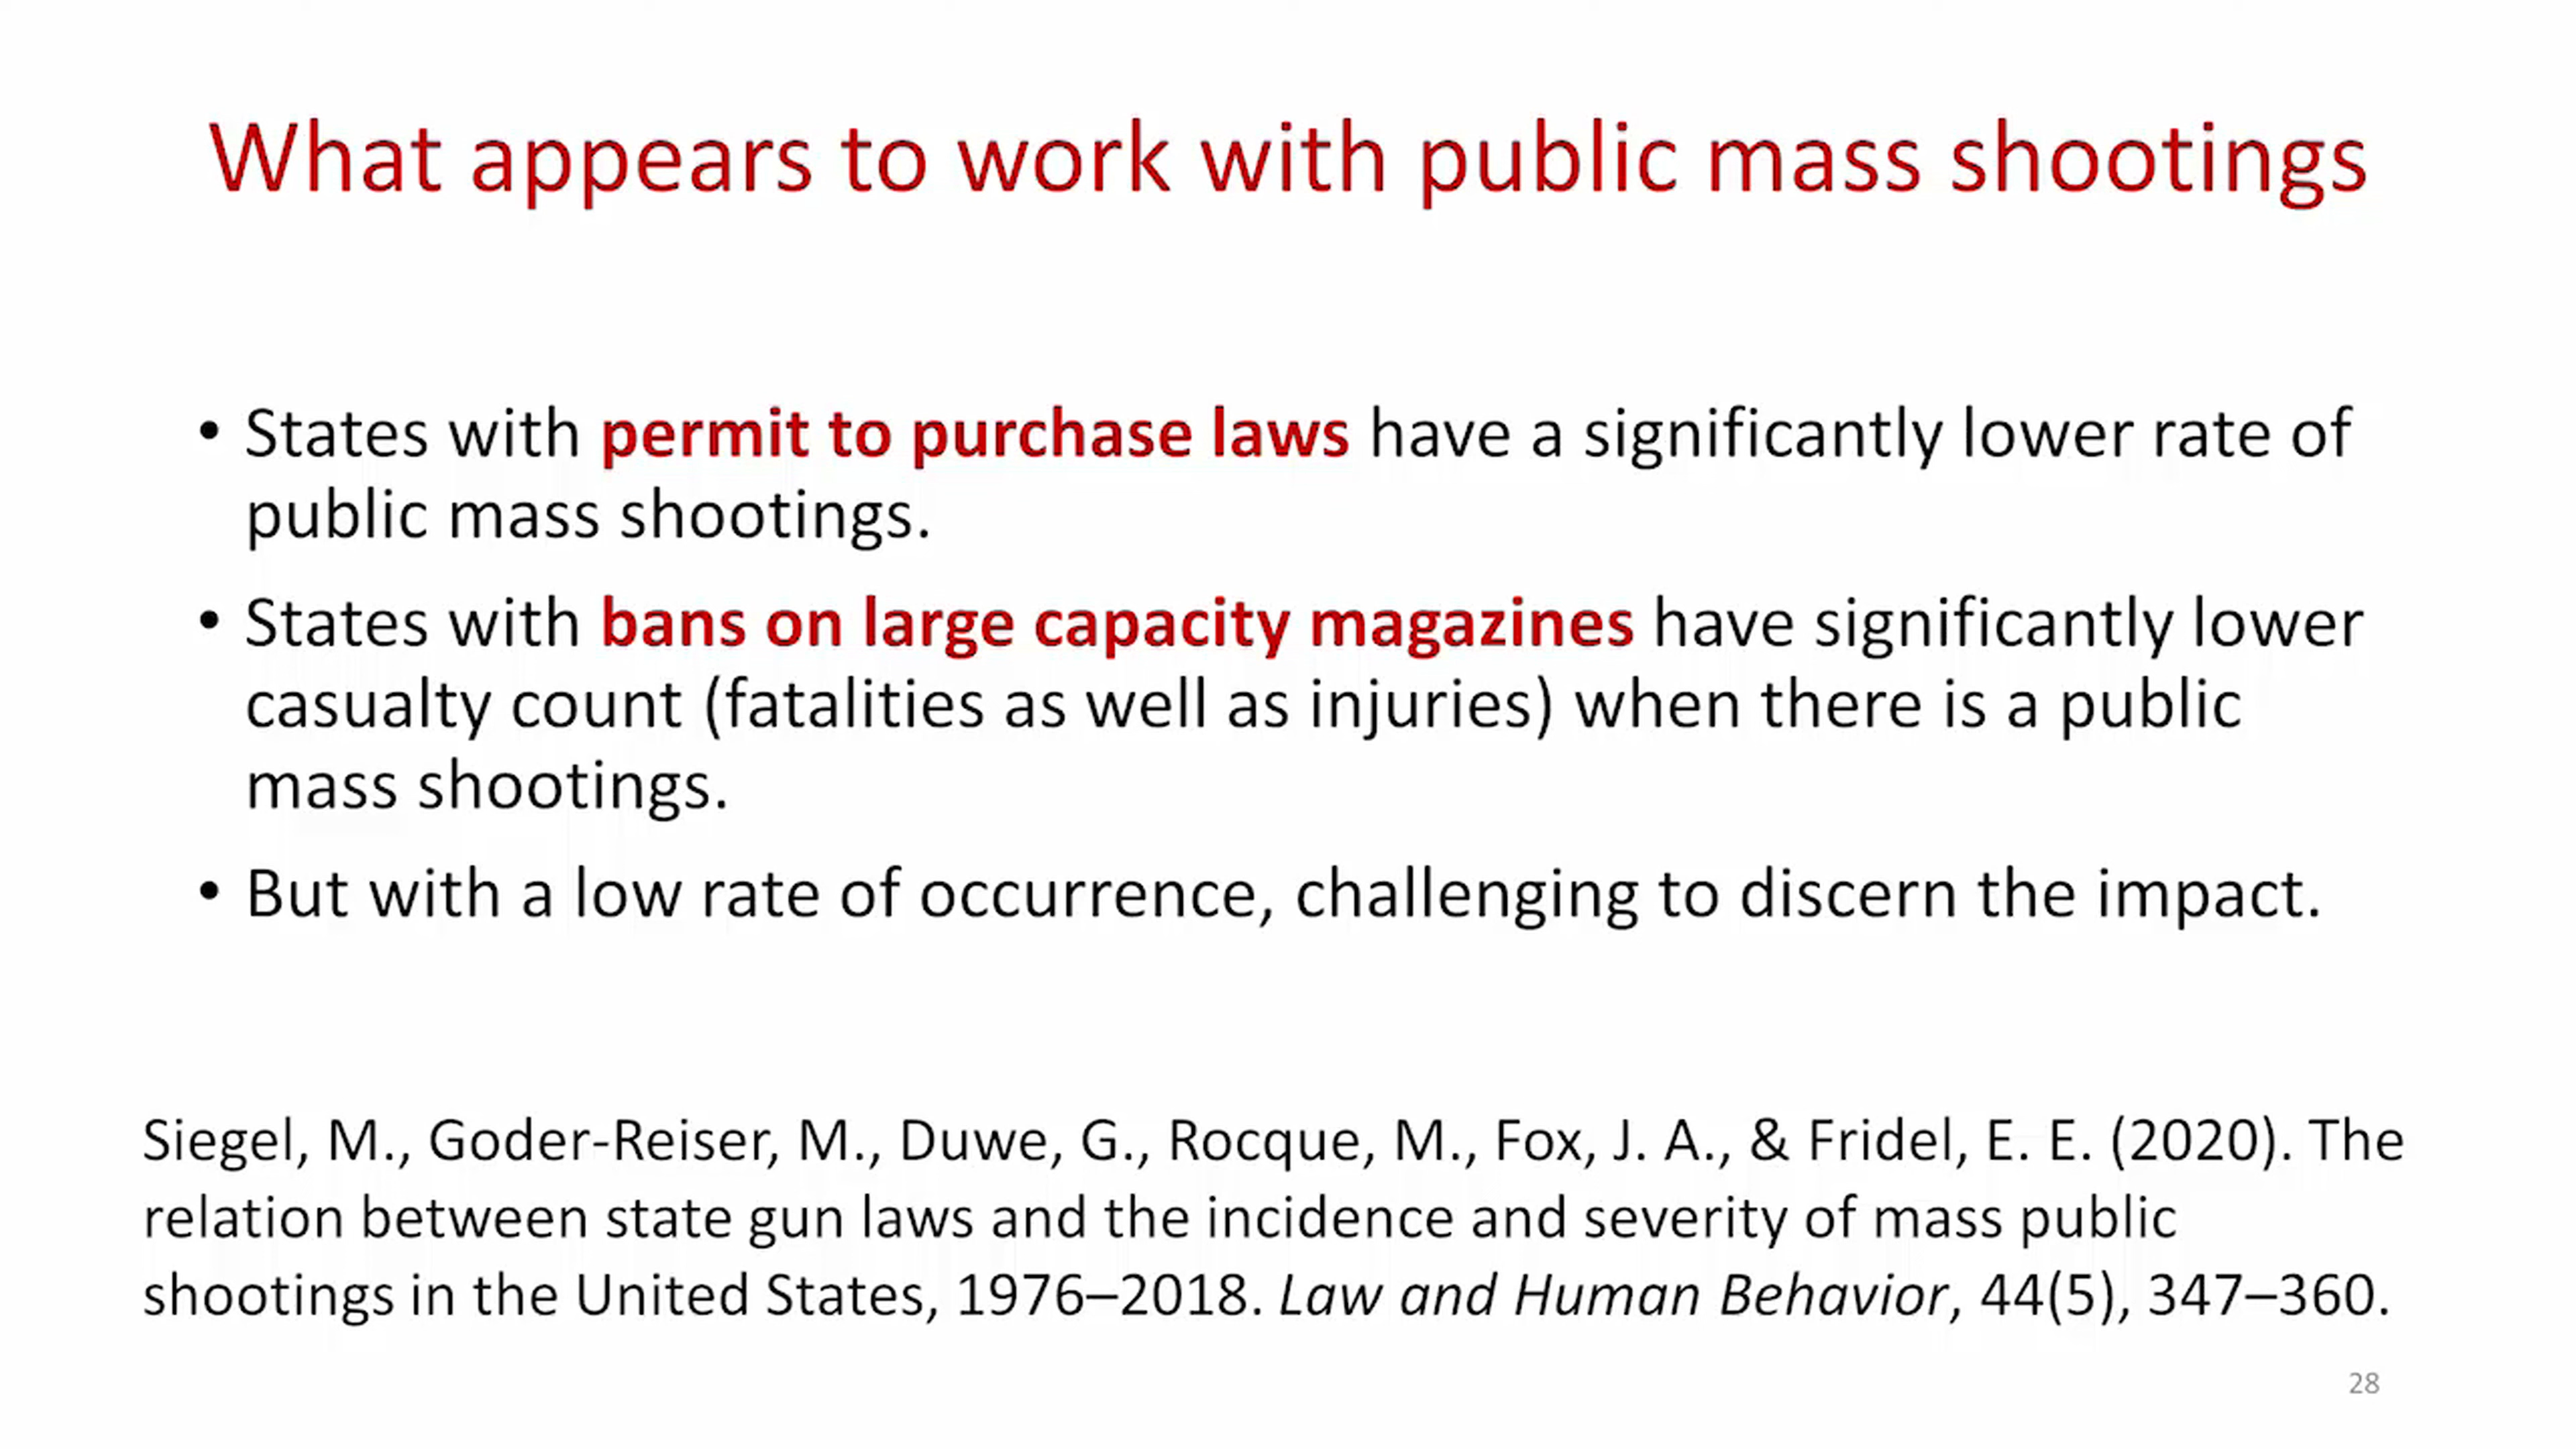 What appears to work with public mass shootings
• States with permit to purchase laws have a significantly lower rate of
public mass shootings.
• States with bans on large capacity magazines have significantly lower
casualty count (fatalities as well as injuries) when there is a public
mass shootings.
• But with a low rate of occurrence, challenging to discern the impact.
Siegel, M., Goder-Reiser, M., Duwe, G., Rocque, M., Fox, J. A., & Fridel, E. E. (2020). The
relation between state gun laws and the incidence and severity of mass public
shootings in the United States, 1976–2018. Law and Human Behavior, 44(5), 347–360.
28